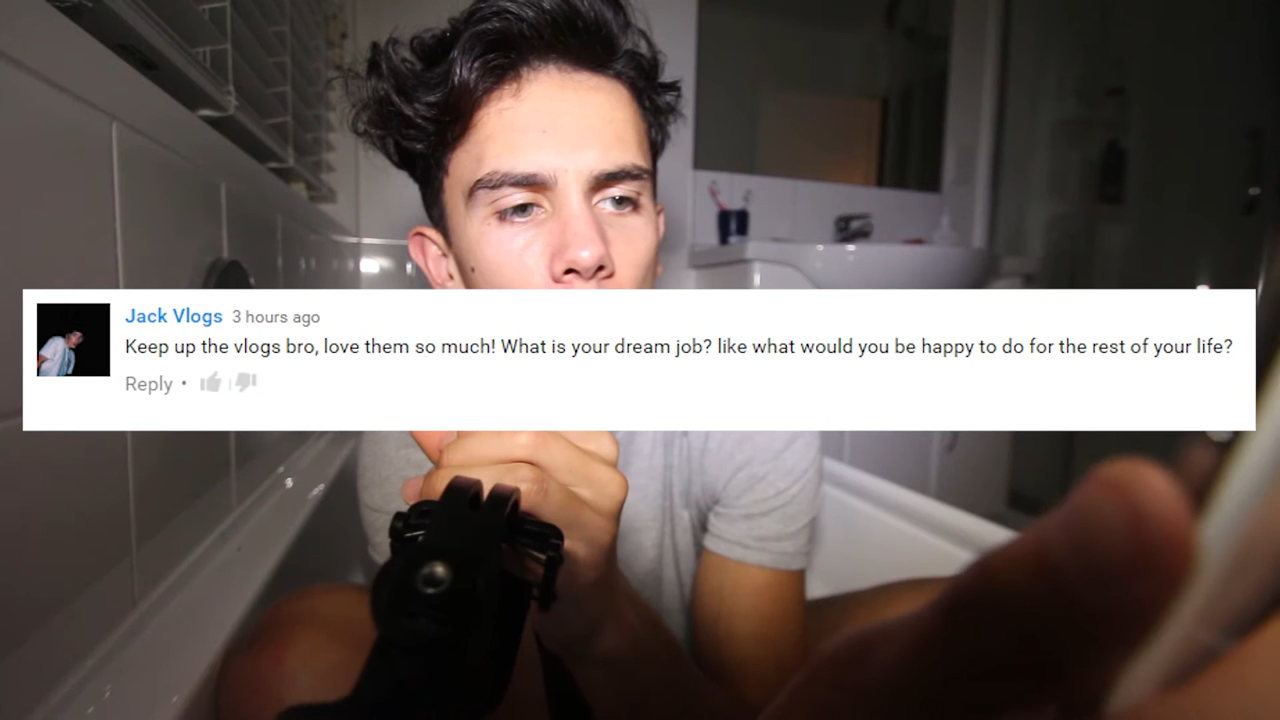 Jack Vlogs 3 hours ago
Keep up the vlogs bro, love them so much! What is your dream job? like what would you be happy to do for the rest of your life?
Reply •